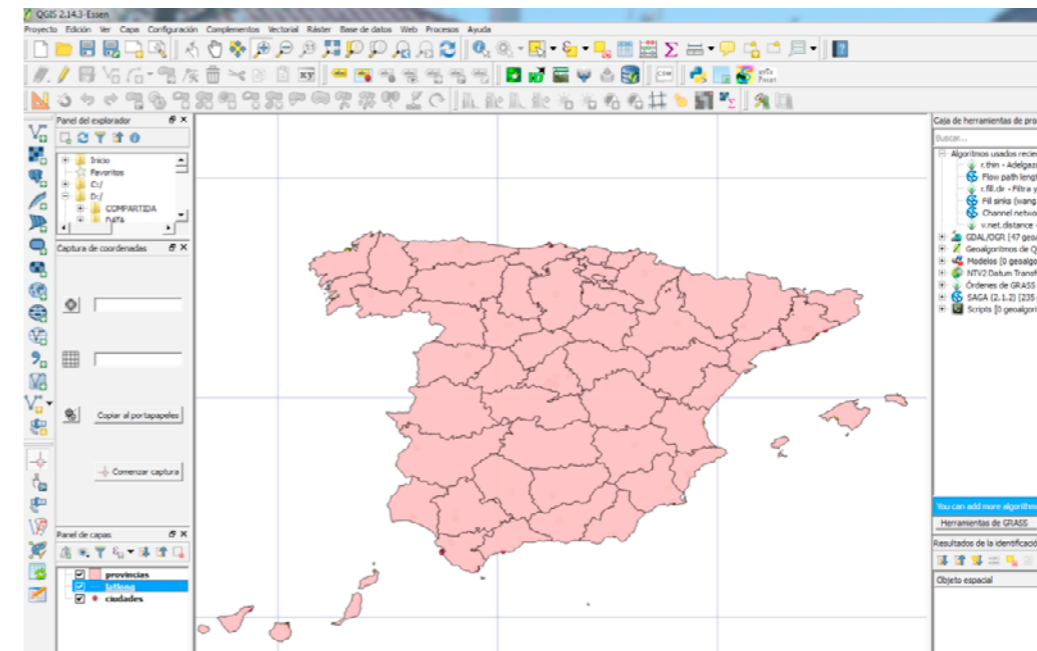 QGIS 2.14.3-Essen
Proyecto Edición Ver Capa Configuración Complementos Vectorial Ráster Base de datos Web Procesos Ayuda
Panel del explorador
Inicio
Favoritos
C:/
D:/
COMPARTIDA
DATA
Captura de coordenadas
Copiar al portapapeles
Comenzar captura
Panel de capas
provincias
latlong
ciudades
Caja de herramientas de pro
Buscar...
Algoritmos usados recie
r.thin - Adelgaza
Flow path leng
r.fill.dir - Filtra y
Fill sinks (wang
Channel netwo
v.net.distance -
GDAL/OGR [47 geoa
Geoalgoritmos de Q
Modelos [0 geoalgo
NTV2 Datum Transf
Órdenes de GRASS
SAGA (2.1.2) [235
Scripts [0 geoalgori
You can add more algorithm
Herramientas de GRASS
Resultados de la identificació
Objeto espacial